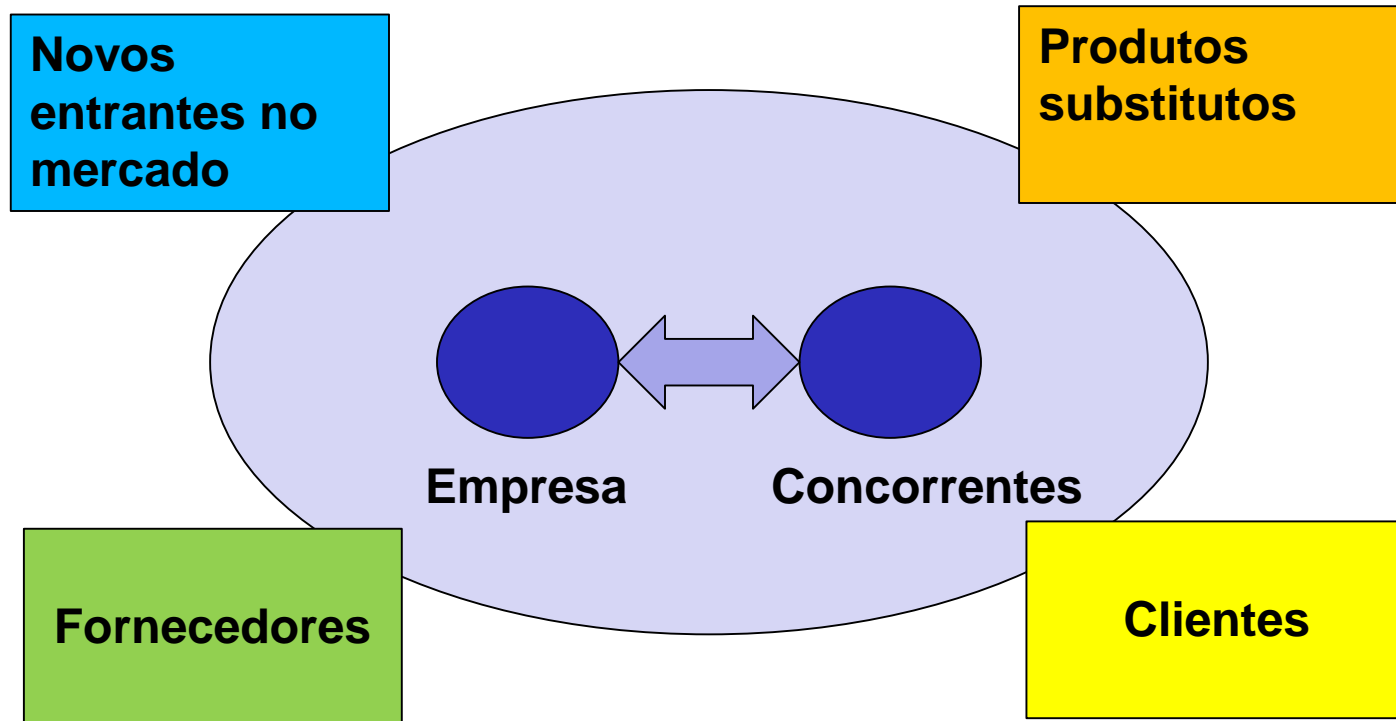 Novos
entrantes no
mercado
Produtos
substitutos
Empresa
Concorrentes
Fornecedores
Clientes